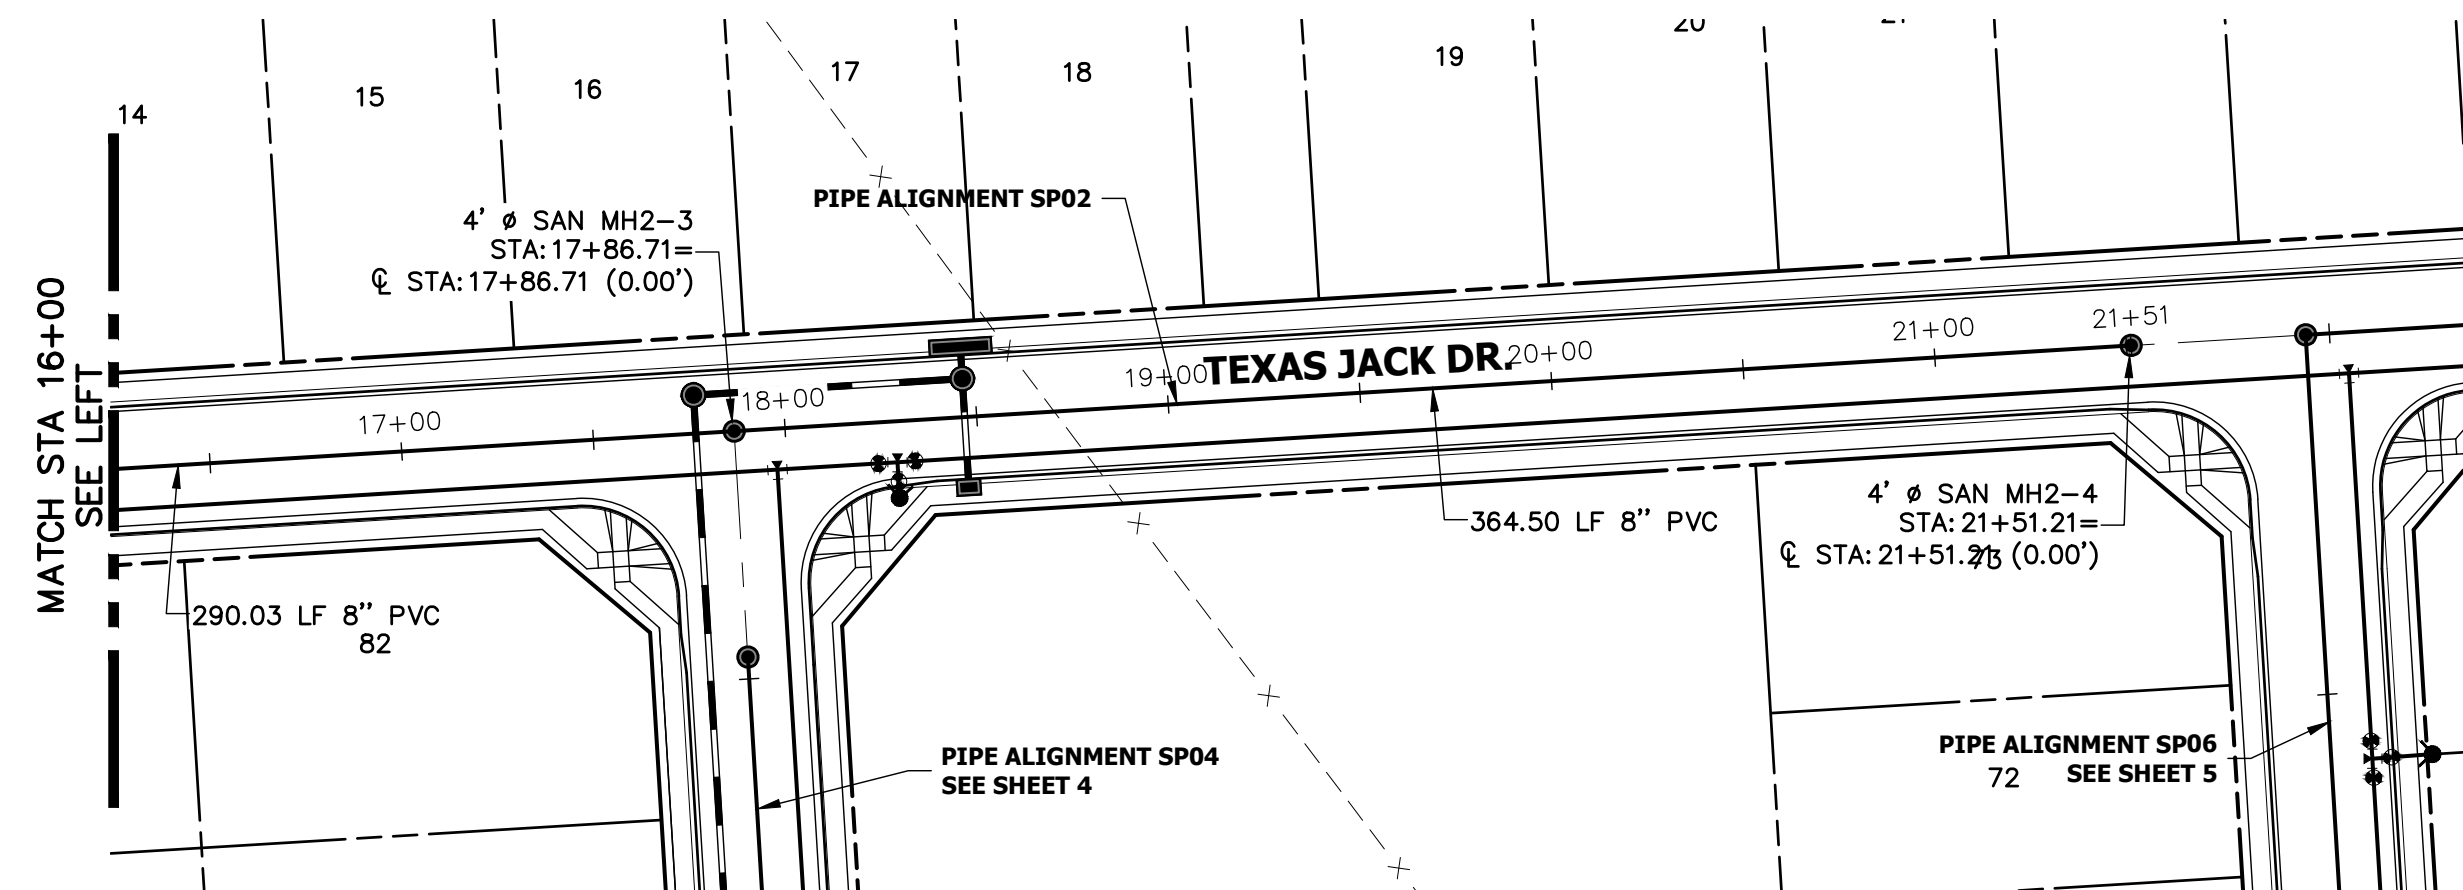 14
15
16
17
18
19
20
PIPE ALIGNMENT SP02
4' ø SAN MH2-3
STA:17+86.71=
℄ STA:17+86.71 (0.00')
MATCH STA 16+00
SEE LEFT
17+00
18+00
19+00
TEXAS JACK DR.
20+00
21+00
21+51
364.50 LF 8" PVC
4' ø SAN MH2-4
STA:21+51.21=
℄ STA:21+51.21 (0.00')
73
290.03 LF 8" PVC
82
PIPE ALIGNMENT SP04
SEE SHEET 4
PIPE ALIGNMENT SP06
SEE SHEET 5
72